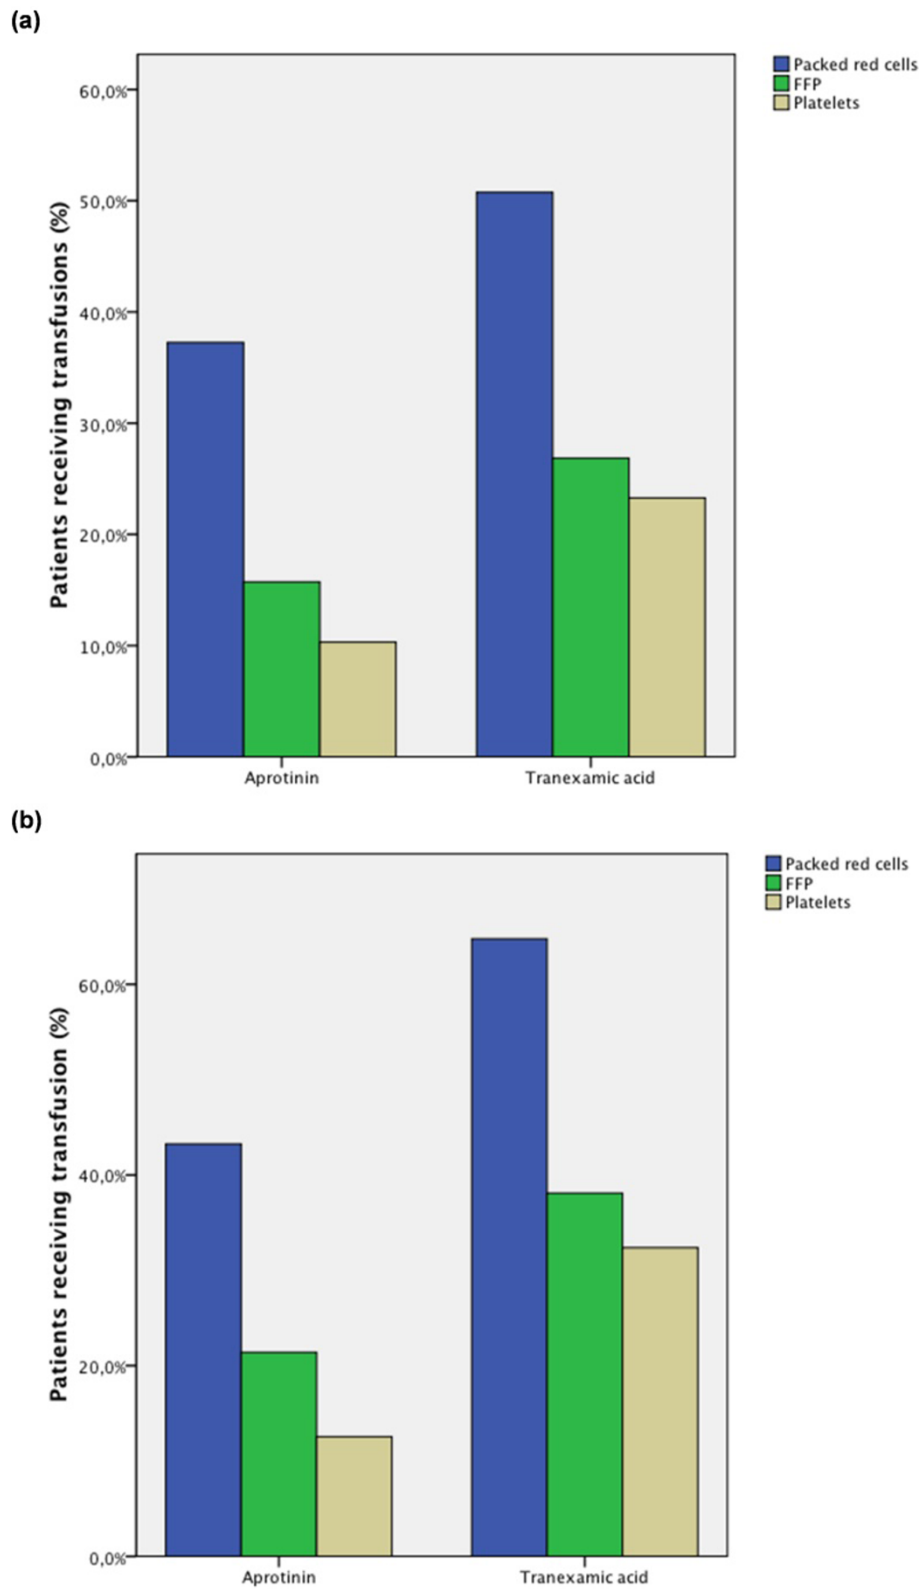 (a)
Packed red cells
FFP
Platelets
Patients receiving transfusions (%)
60,0%
50,0%
40,0%
30,0%
20,0%
10,0%
0,0%
Aprotinin
Tranexamic acid
(b)
Packed red cells
FFP
Platelets
Patients receiving transfusion (%)
60,0%
40,0%
20,0%
0,0%
Aprotinin
Tranexamic acid